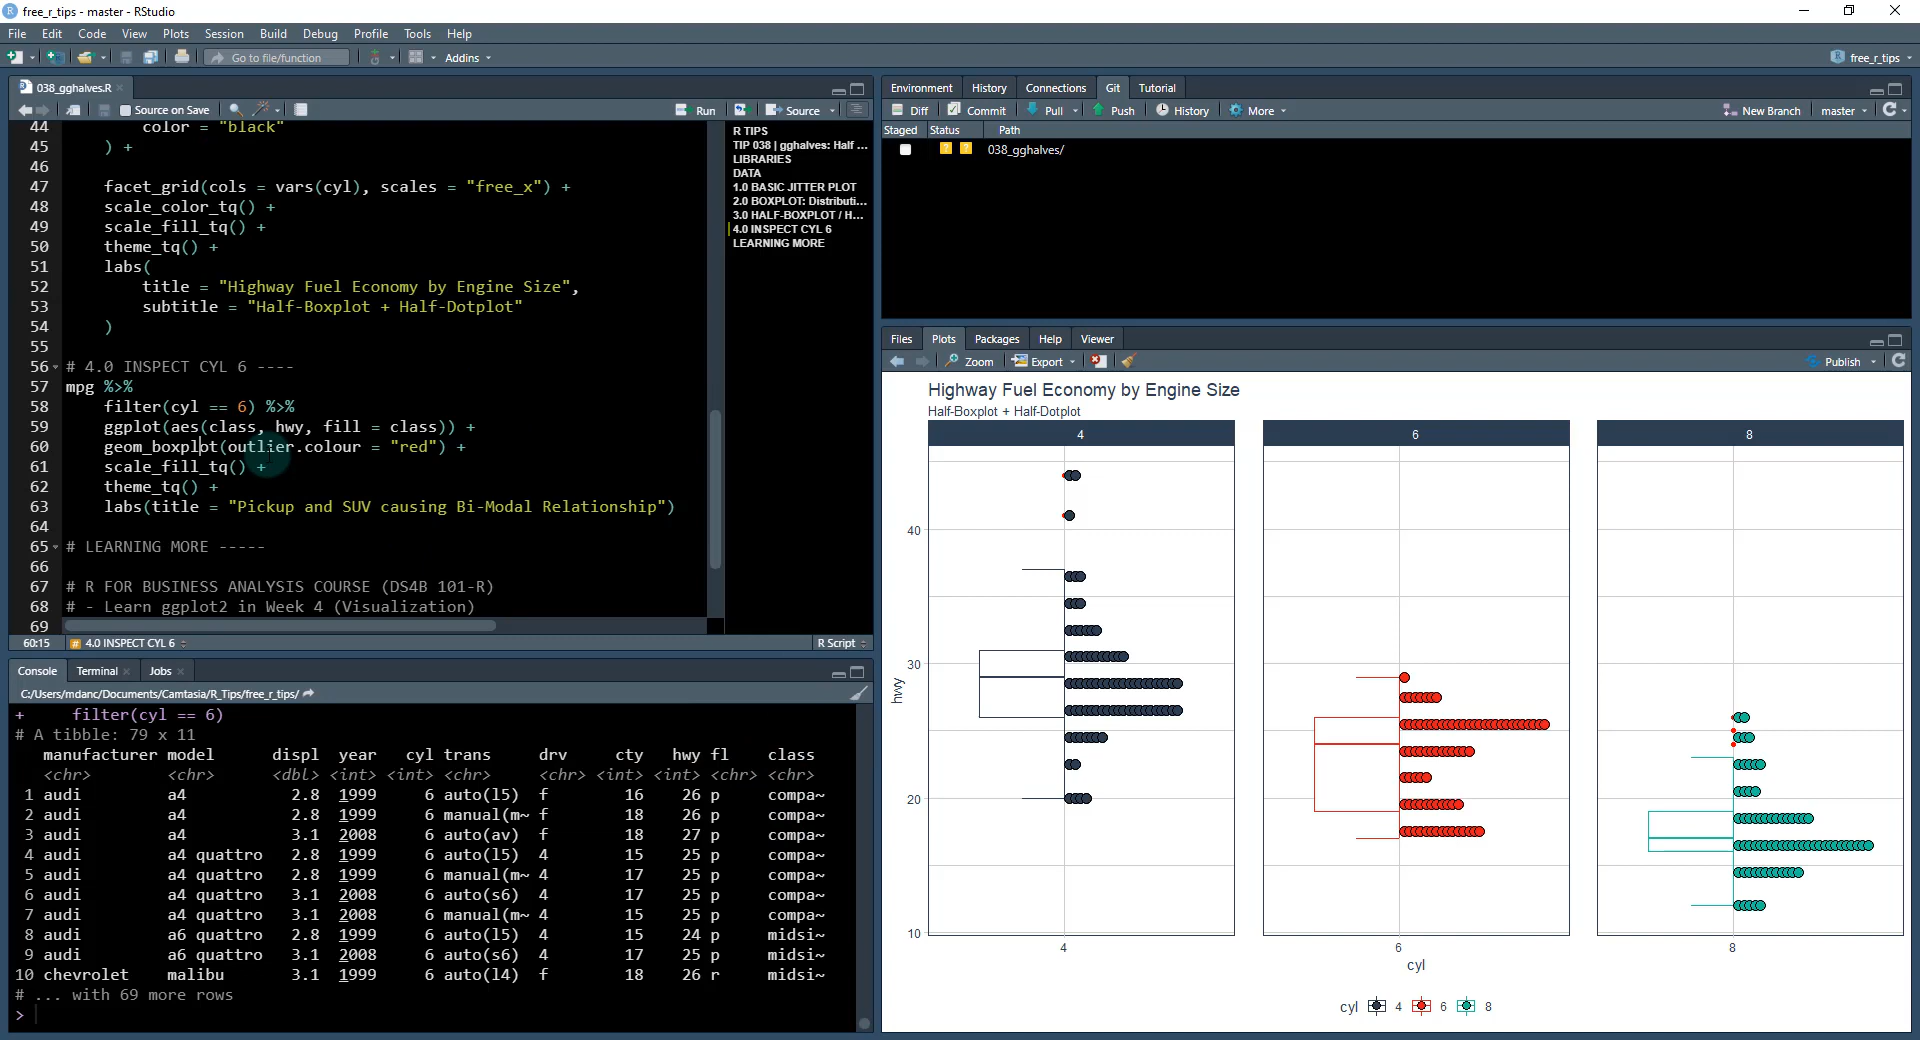 free_r_tips - master - RStudio
File Edit Code View Plots Session Build Debug Profile Tools Help
Go to file/function Addins free_r_tips
038_gghalves.R
Source on Save Run Source
44 color = "black"
45 ) +
46
47 facet_grid(cols = vars(cyl), scales = "free_x") +
48 scale_color_tq() +
49 scale_fill_tq() +
50 theme_tq() +
51 labs(
52 title = "Highway Fuel Economy by Engine Size",
53 subtitle = "Half-Boxplot + Half-Dotplot"
54 )
55
56 # 4.0 INSPECT CYL 6 ----
57 mpg %>%
58 filter(cyl == 6) %>%
59 ggplot(aes(class, hwy, fill = class)) +
60 geom_boxplot(outlier.colour = "red") +
61 scale_fill_tq() +
62 theme_tq() +
63 labs(title = "Pickup and SUV causing Bi-Modal Relationship")
64
65 # LEARNING MORE -----
66
67 # R FOR BUSINESS ANALYSIS COURSE (DS4B 101-R)
68 # - Learn ggplot2 in Week 4 (Visualization)
69
60:15 4.0 INSPECT CYL 6 R Script
R TIPS
TIP 038 | gghalves: Half ...
LIBRARIES
DATA
1.0 BASIC JITTER PLOT
2.0 BOXPLOT: Distributi...
3.0 HALF-BOXPLOT / H...
4.0 INSPECT CYL 6
LEARNING MORE
Console Terminal Jobs
C:/Users/mdanc/Documents/Camtasia/R_Tips/free_r_tips/
+ filter(cyl == 6)
# A tibble: 79 x 11
manufacturer model displ year cyl trans drv cty hwy fl class
<chr> <chr> <dbl> <int> <int> <chr> <chr> <int> <int> <chr> <chr>
1 audi a4 2.8 1999 6 auto(l5) f 16 26 p compa~
2 audi a4 2.8 1999 6 manual(m~ f 18 26 p compa~
3 audi a4 3.1 2008 6 auto(av) f 18 27 p compa~
4 audi a4 quattro 2.8 1999 6 auto(l5) 4 15 25 p compa~
5 audi a4 quattro 2.8 1999 6 manual(m~ 4 17 25 p compa~
6 audi a4 quattro 3.1 2008 6 auto(s6) 4 17 25 p compa~
7 audi a4 quattro 3.1 2008 6 manual(m~ 4 15 25 p compa~
8 audi a6 quattro 2.8 1999 6 auto(l5) 4 15 24 p midsi~
9 audi a6 quattro 3.1 2008 6 auto(s6) 4 17 25 p midsi~
10 chevrolet malibu 3.1 1999 6 auto(l4) f 18 26 r midsi~
# ... with 69 more rows
>
Environment History Connections Git Tutorial
Diff Commit Pull Push History More New Branch master
Staged Status Path
? ? 038_gghalves/
Files Plots Packages Help Viewer
Zoom Export Publish
Highway Fuel Economy by Engine Size
Half-Boxplot + Half-Dotplot
4 6 8
40
30
hwy
20
10
4 6 8
cyl
cyl 4 6 8